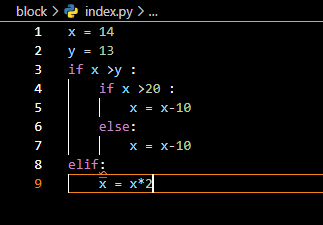 block > index.py > ...
1 x = 14
2 y = 13
3 if x >y :
4     if x >20 :
5         x = x-10
6     else:
7         x = x-10
8 elif:
9     x = x*2